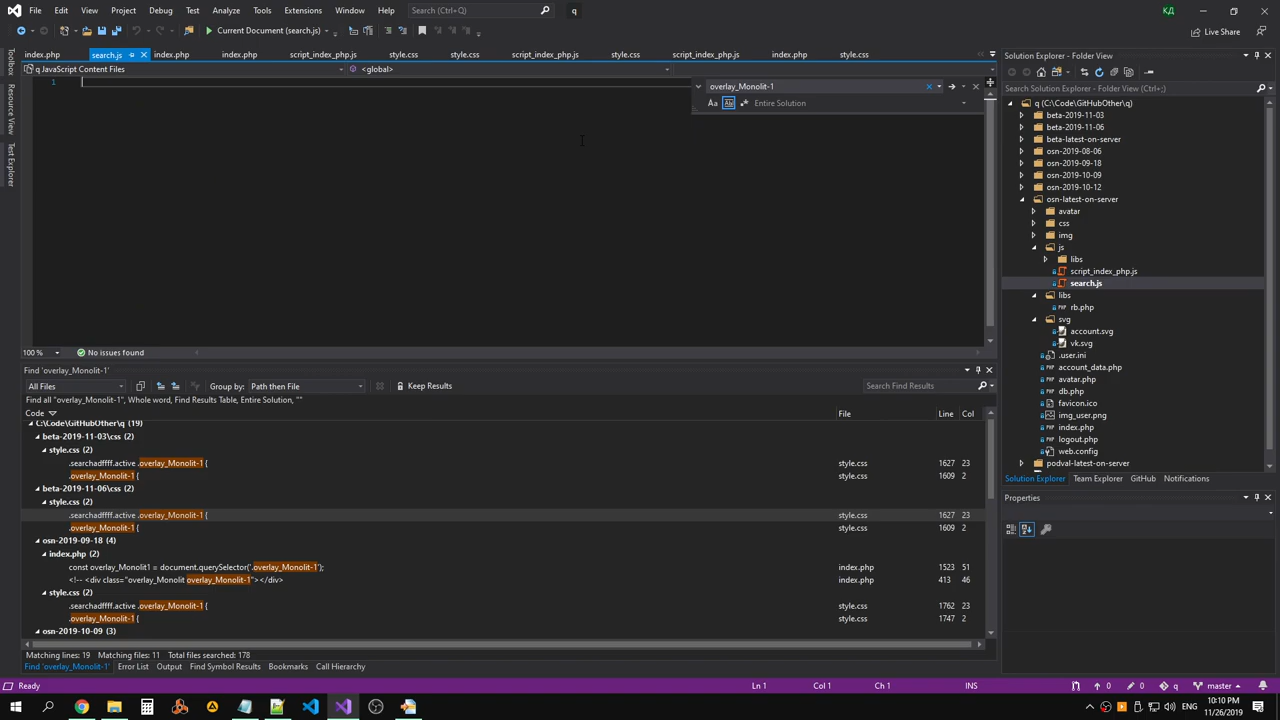 File Edit View Project Debug Test Analyze Tools Extensions Window Help Search (Ctrl+Q) q КД
Current Document (search.js) Live Share
index.php search.js index.php index.php script_index_php.js style.css style.css script_index_php.js style.css script_index_php.js index.php style.css
q JavaScript Content Files <global>
1
overlay_Monolit-1
Aa Entire Solution
Toolbox
Resource View
Test Explorer
100 % No issues found
Find 'overlay_Monolit-1'
All Files Group by: Path then File Keep Results Search Find Results
Find all "overlay_Monolit-1", Whole word, Find Results Table, Entire Solution, ""
Code File Line Col
C:\Code\GitHubOther\q (19)
beta-2019-11-03\css (2)
style.css (2)
.searchadffff.active .overlay_Monolit-1 { style.css 1627 23
.overlay_Monolit-1 { style.css 1609 2
beta-2019-11-06\css (2)
style.css (2)
.searchadffff.active .overlay_Monolit-1 { style.css 1627 23
.overlay_Monolit-1 { style.css 1609 2
osn-2019-09-18 (4)
index.php (2)
const overlay_Monolit1 = document.querySelector('.overlay_Monolit-1'); index.php 1523 51
<!-- <div class="overlay_Monolit overlay_Monolit-1"></div> index.php 413 46
style.css (2)
.searchadffff.active .overlay_Monolit-1 { style.css 1762 23
.overlay_Monolit-1 { style.css 1747 2
osn-2019-10-09 (3)
Matching lines: 19 Matching files: 11 Total files searched: 178
Find 'overlay_Monolit-1' Error List Output Find Symbol Results Bookmarks Call Hierarchy
Solution Explorer - Folder View
Search Solution Explorer - Folder View (Ctrl+;)
q (C:\Code\GitHubOther\q)
beta-2019-11-03
beta-2019-11-06
beta-latest-on-server
osn-2019-08-06
osn-2019-09-18
osn-2019-10-09
osn-2019-10-12
osn-latest-on-server
avatar
css
img
js
libs
script_index_php.js
search.js
libs
rb.php
svg
account.svg
vk.svg
.user.ini
account_data.php
avatar.php
db.php
favicon.ico
img_user.png
index.php
logout.php
web.config
podval-latest-on-server
Solution Explorer Team Explorer GitHub Notifications
Properties
Ready Ln 1 Col 1 Ch 1 INS 0 0 q master
ENG 10:10 PM
11/26/2019